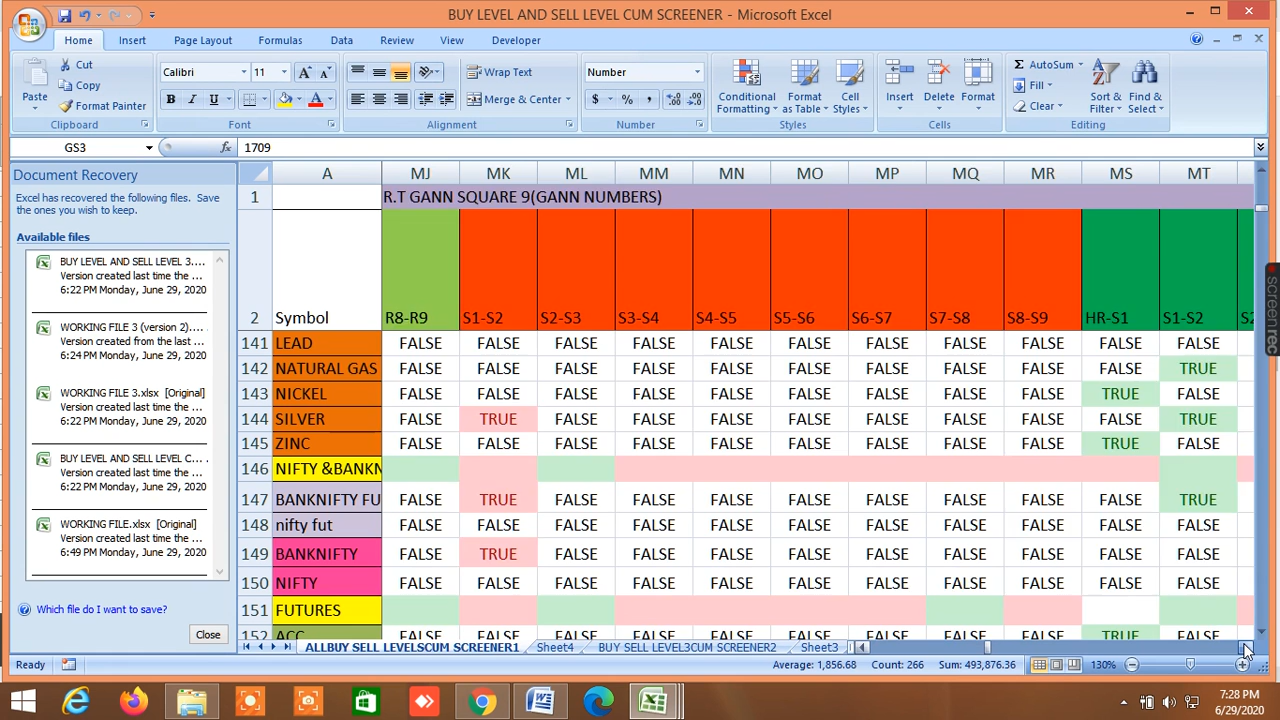 BUY LEVEL AND SELL LEVEL CUM SCREENER - Microsoft Excel
Home Insert Page Layout Formulas Data Review View Developer
Paste Cut Copy Format Painter
Calibri 11 B I U
Wrap Text Merge & Center
Number $ % ,
Conditional Formatting Format as Table Cell Styles
Insert Delete Format
AutoSum Fill Clear Sort & Filter Find & Select
Clipboard Font Alignment Number Styles Cells Editing
GS3 fx 1709
Document Recovery
Excel has recovered the following files. Save
the ones you wish to keep.
Available files
BUY LEVEL AND SELL LEVEL 3....
Version created last time the ...
6:22 PM Monday, June 29, 2020
WORKING FILE 3 (version 2)....
Version created from the last ...
6:24 PM Monday, June 29, 2020
WORKING FILE 3.xlsx [Original]
Version created last time the ...
6:22 PM Monday, June 29, 2020
BUY LEVEL AND SELL LEVEL C...
Version created last time the ...
6:22 PM Monday, June 29, 2020
WORKING FILE.xlsx [Original]
Version created last time the ...
6:49 PM Monday, June 29, 2020
Which file do I want to save?
Close
A MJ MK ML MM MN MO MP MQ MR MS MT
1 R.T GANN SQUARE 9(GANN NUMBERS)
2 Symbol R8-R9 S1-S2 S2-S3 S3-S4 S4-S5 S5-S6 S6-S7 S7-S8 S8-S9 HR-S1 S1-S2 S2
141 LEAD FALSE FALSE FALSE FALSE FALSE FALSE FALSE FALSE FALSE FALSE FALSE
142 NATURAL GAS FALSE FALSE FALSE FALSE FALSE FALSE FALSE FALSE FALSE FALSE TRUE
143 NICKEL FALSE FALSE FALSE FALSE FALSE FALSE FALSE FALSE FALSE TRUE FALSE
144 SILVER FALSE TRUE FALSE FALSE FALSE FALSE FALSE FALSE FALSE FALSE TRUE
145 ZINC FALSE FALSE FALSE FALSE FALSE FALSE FALSE FALSE FALSE TRUE FALSE
146 NIFTY &BANKN
147 BANKNIFTY FU FALSE TRUE FALSE FALSE FALSE FALSE FALSE FALSE FALSE FALSE TRUE
148 nifty fut FALSE FALSE FALSE FALSE FALSE FALSE FALSE FALSE FALSE FALSE FALSE
149 BANKNIFTY FALSE TRUE FALSE FALSE FALSE FALSE FALSE FALSE FALSE FALSE FALSE
150 NIFTY FALSE FALSE FALSE FALSE FALSE FALSE FALSE FALSE FALSE FALSE FALSE
151 FUTURES
152 ACC FALSE FALSE FALSE FALSE FALSE FALSE FALSE FALSE FALSE TRUE FALSE
ALLBUY SELL LEVELSCUM SCREENER1 Sheet4 BUY SELL LEVEL3CUM SCREENER2 Sheet3
Ready Average: 1,856.68 Count: 266 Sum: 493,876.36 130%
screenrec
7:28 PM
6/29/2020